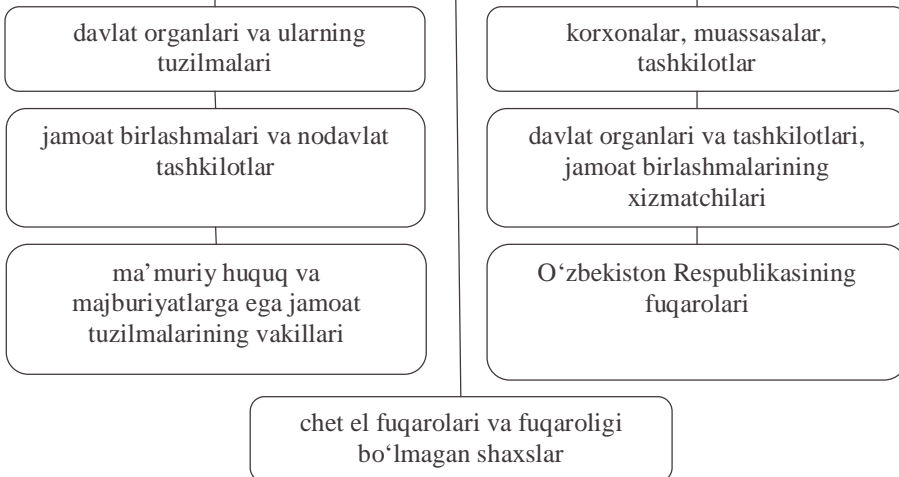 davlat organlari va ularning
tuzilmalari
korxonalar, muassasalar,
tashkilotlar
jamoat birlashmalari va nodavlat
tashkilotlar
davlat organlari va tashkilotlari,
jamoat birlashmalarining
xizmatchilari
ma’muriy huquq va
majburiyatlarga ega jamoat
tuzilmalarining vakillari
O‘zbekiston Respublikasining
fuqarolari
chet el fuqarolari va fuqaroligi
bo‘lmagan shaxslar